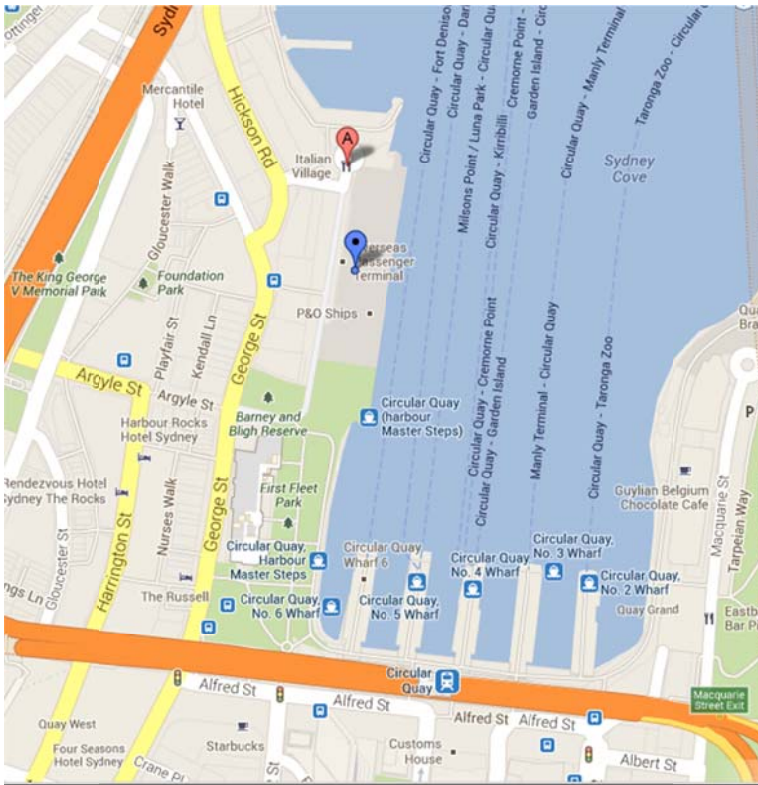 Mercantile
Hotel
Hickson Rd
A
Italian
Village
Gloucester Walk
Circular Quay - Manly Terminal
Taronga Zoo - Circular
Circular Quay - Kirribilli
Milsons Point / Luna Park - Circular
Cremorne Point -
Garden Island -
Circular Quay - Fort
Circular Quay -
Sydney
Cove
The King George
V Memorial Park
Foundation
Park
Terminal
P&O Ships
Playfair St
Kendall Ln
George St
Argyle St
Argyle St
Harbour Rocks
Hotel Sydney
Barney and
Bligh Reserve
Circular Quay
(harbour
Master Steps)
Circular Quay - Cremorne Point
Circular Quay - Garden Island
Manly Terminal - Circular Quay
Circular Quay - Taronga Zoo
P
Rendezvous Hotel
Sydney The Rocks
Nurses Walk
George St
First Fleet
Park
Guylian Belgium
Chocolate Cafe
Macquarie St
Tarpeian Way
Gloucester St
Harrington St
Circular Quay,
Harbour
Master Steps
Circular Quay
Wharf 6
Circular Quay
No. 4 Wharf
Circular Quay,
No. 3 Wharf
Circular Quay,
No. 2 Wharf
The Russell
Circular Quay,
No. 6 Wharf
Circular Quay,
No. 5 Wharf
Quay Grand
Bar
Circular
Quay
Alfred St
Alfred St
Alfred St
Alfred St
Macquarie
Street Exit
Quay West
Four Seasons
Hotel Sydney
Starbucks
Customs
House
Albert St
Crane